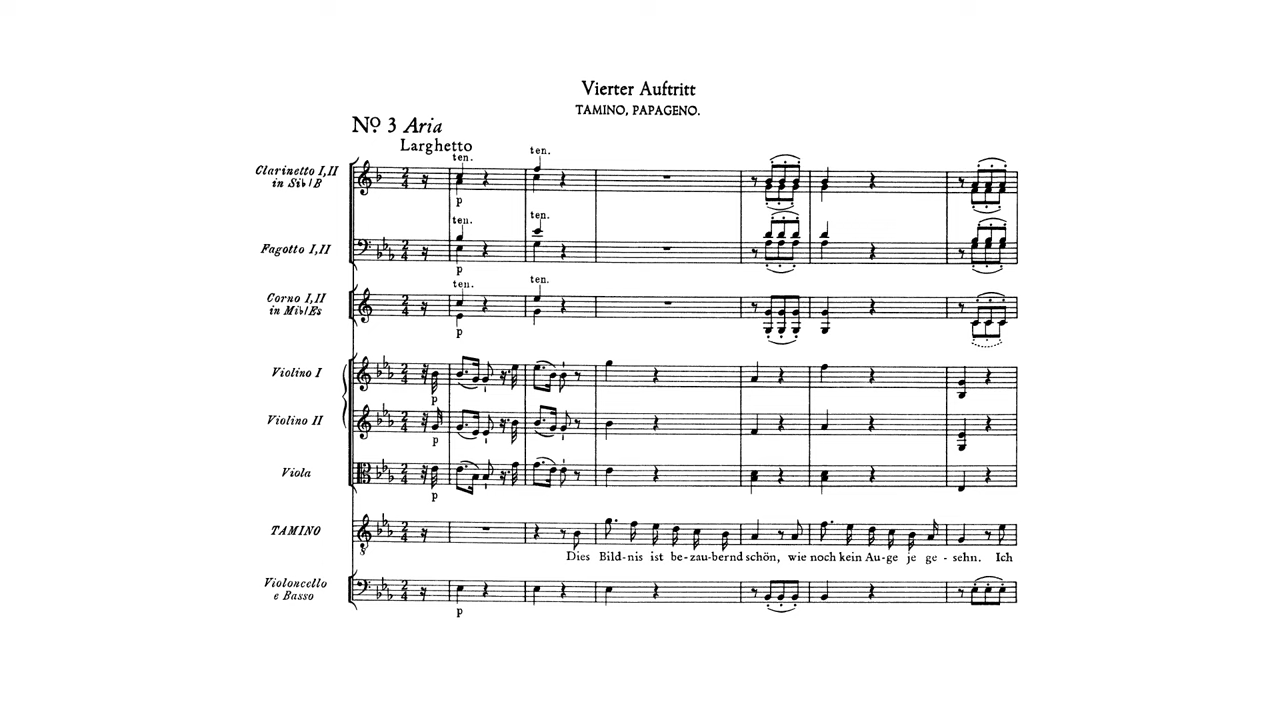 Vierter Auftritt
TAMINO, PAPAGENO.
Nº 3 Aria
Larghetto
Clarinetto I, II
in Si♭/B
ten.
ten.
p
Fagotto I, II
ten.
ten.
p
Corno I, II
in Mi♭/Es
ten.
ten.
p
Violino I
p
Violino II
p
Viola
p
TAMINO
8
Dies Bild-nis ist be-zau-bernd schön, wie noch kein Au-ge je ge-sehn. Ich
Violoncello
e Basso
p